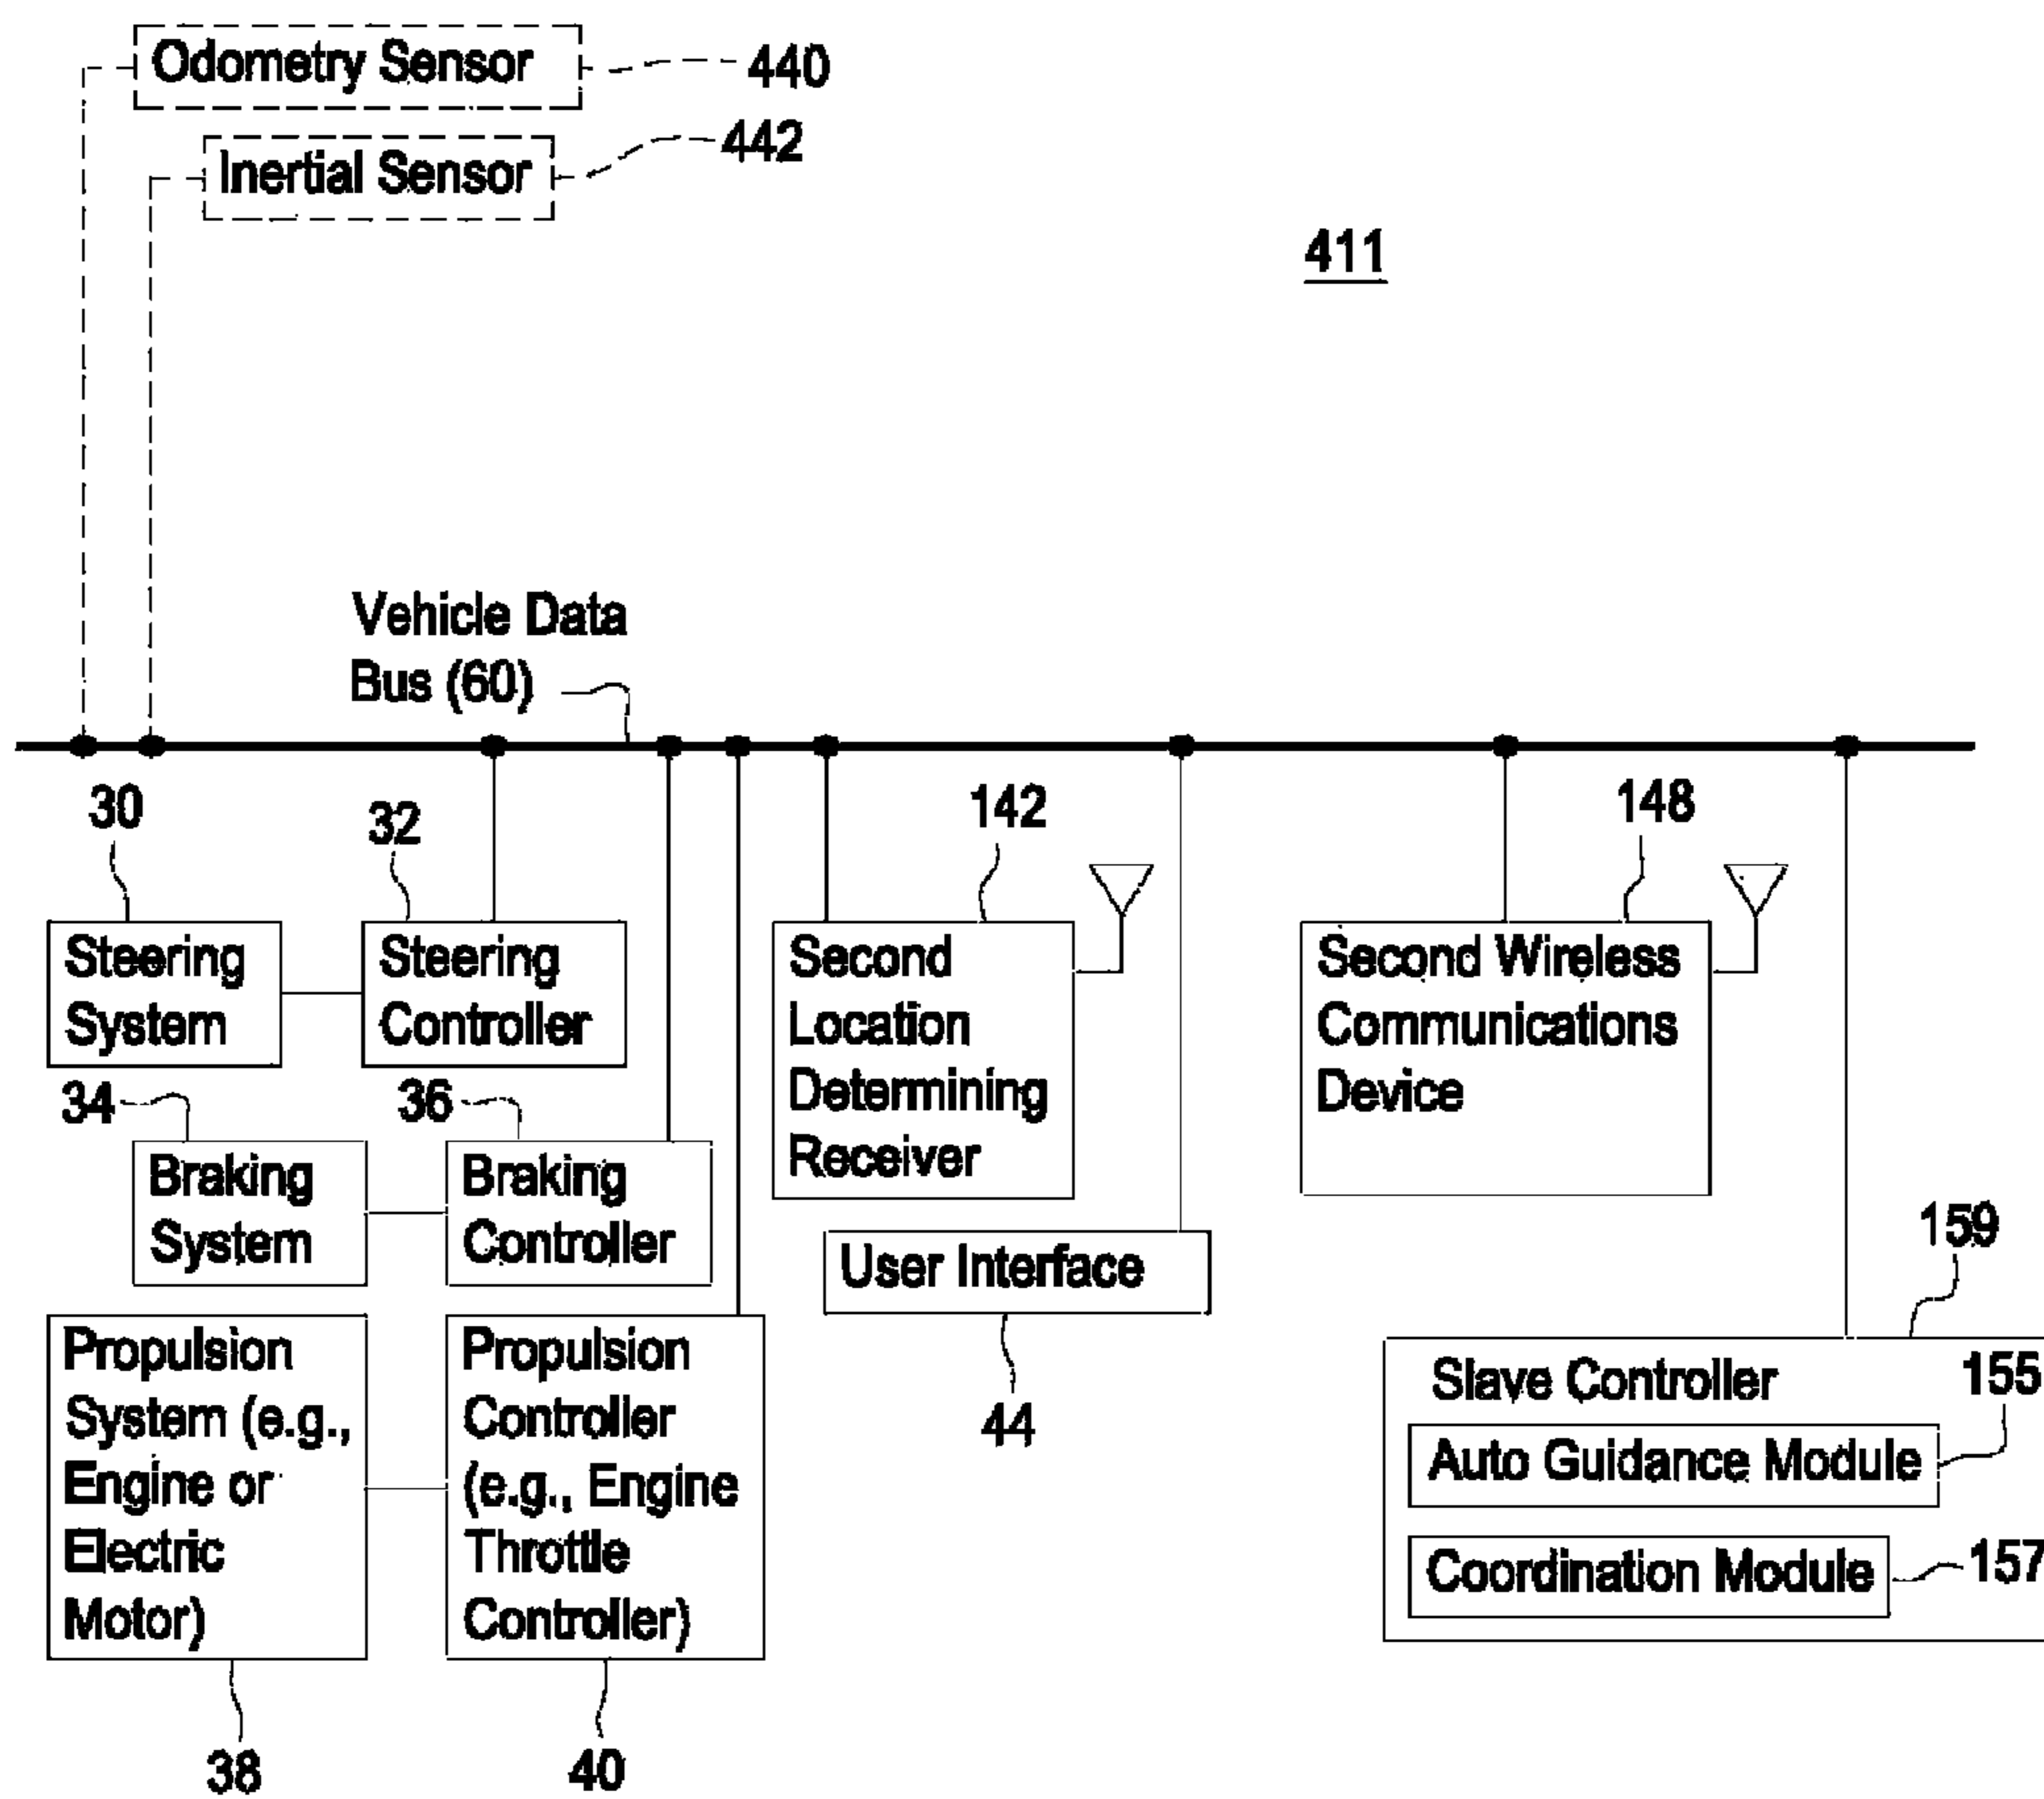 Odometry Sensor
440
Inertial Sensor
442
411
Vehicle Data
Bus (60)
30
32
142
148
Steering
System
Steering
Controller
Second
Location
Determining
Receiver
Second Wireless
Communications
Device
34
36
Braking
System
Braking
Controller
User Interface
44
159
Slave Controller
155
Auto Guidance Module
Coordination Module
157
Propulsion
System (e.g.,
Engine or
Electric
Motor)
Propulsion
Controller
(e.g., Engine
Throttle
Controller)
38
40